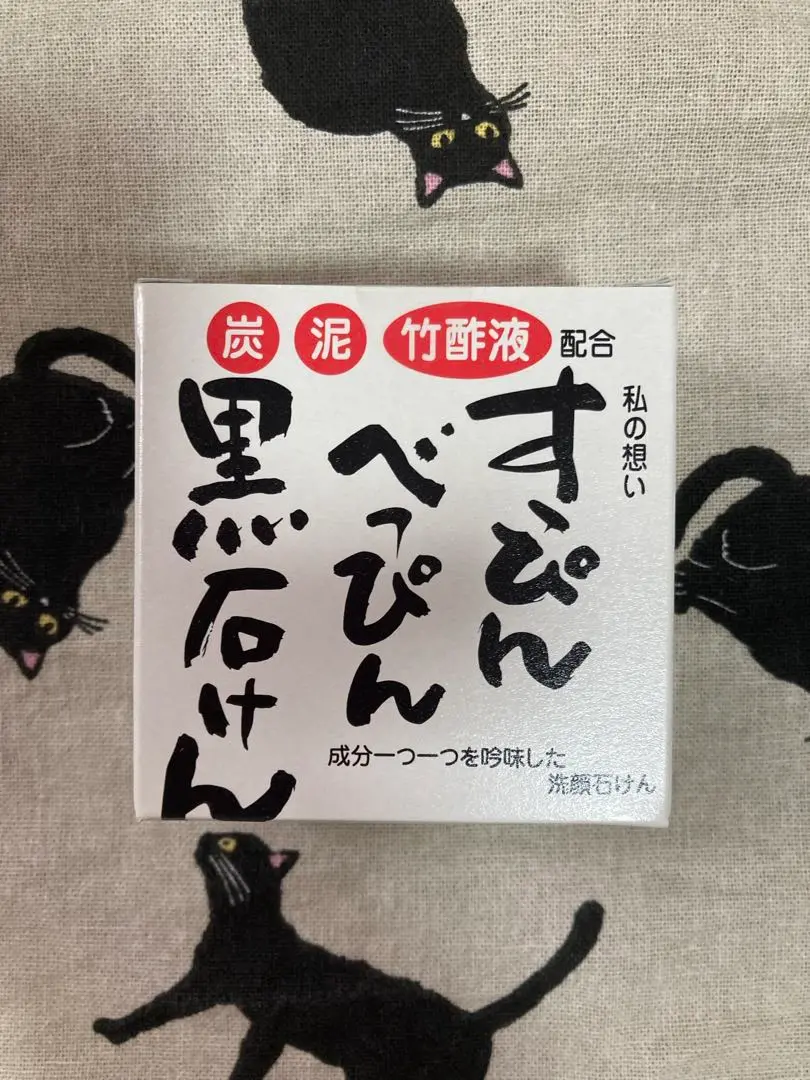 炭 泥 竹酢液 配合
私の想い
すっぴん
べっぴん
黒石けん
成分一つ一つを吟味した
洗顔石けん